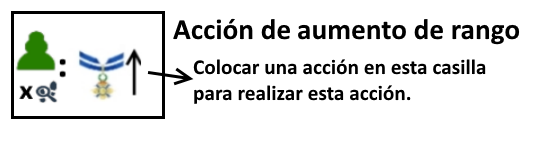 Acción de aumento de rango
Colocar una acción en esta casilla
para realizar esta acción.
:
x